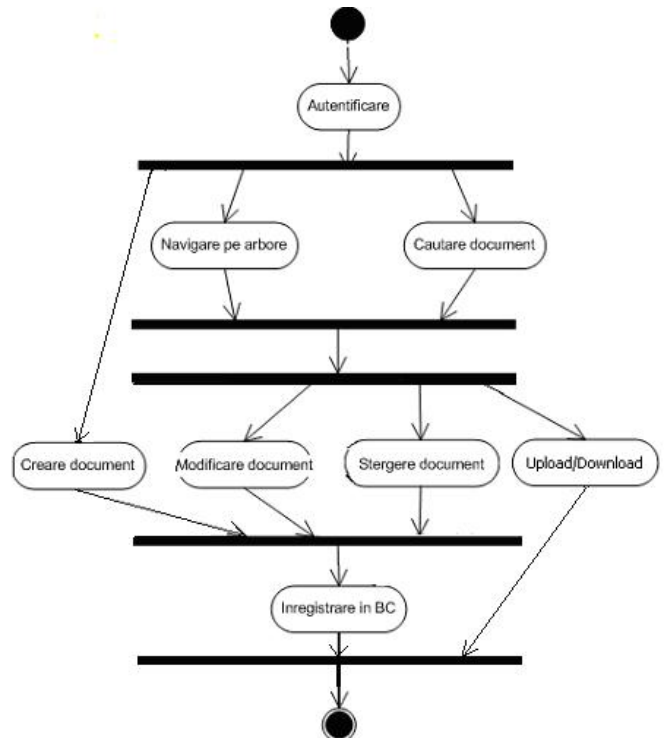 Autentificare
Navigare pe arbore
Cautare document
Creare document
Modificare document
Stergere document
Upload/Download
Inregistrare in BC